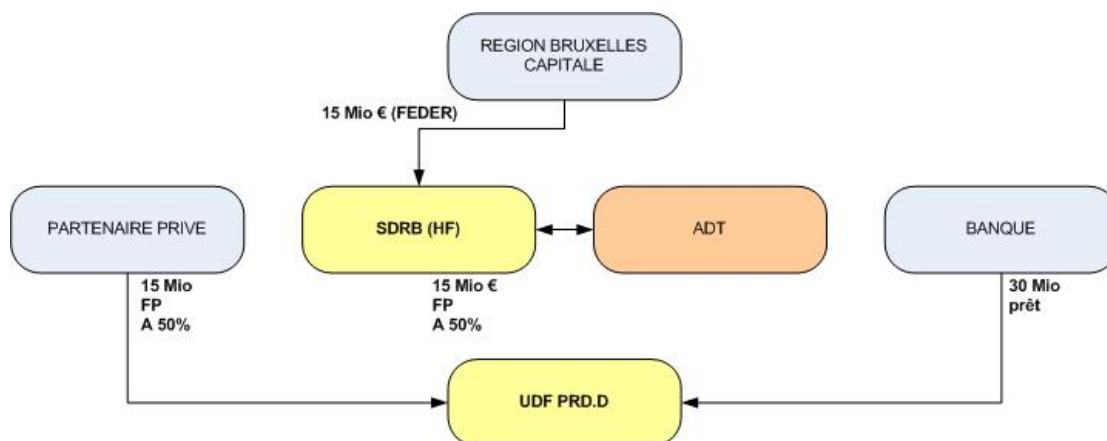 REGION BRUXELLES
CAPITALE
15 Mio € (FEDER)
PARTENAIRE PRIVE
SDRB (HF)
ADT
BANQUE
15 Mio
FP
A 50%
15 Mio €
FP
A 50%
30 Mio
prêt
UDF PRD.D